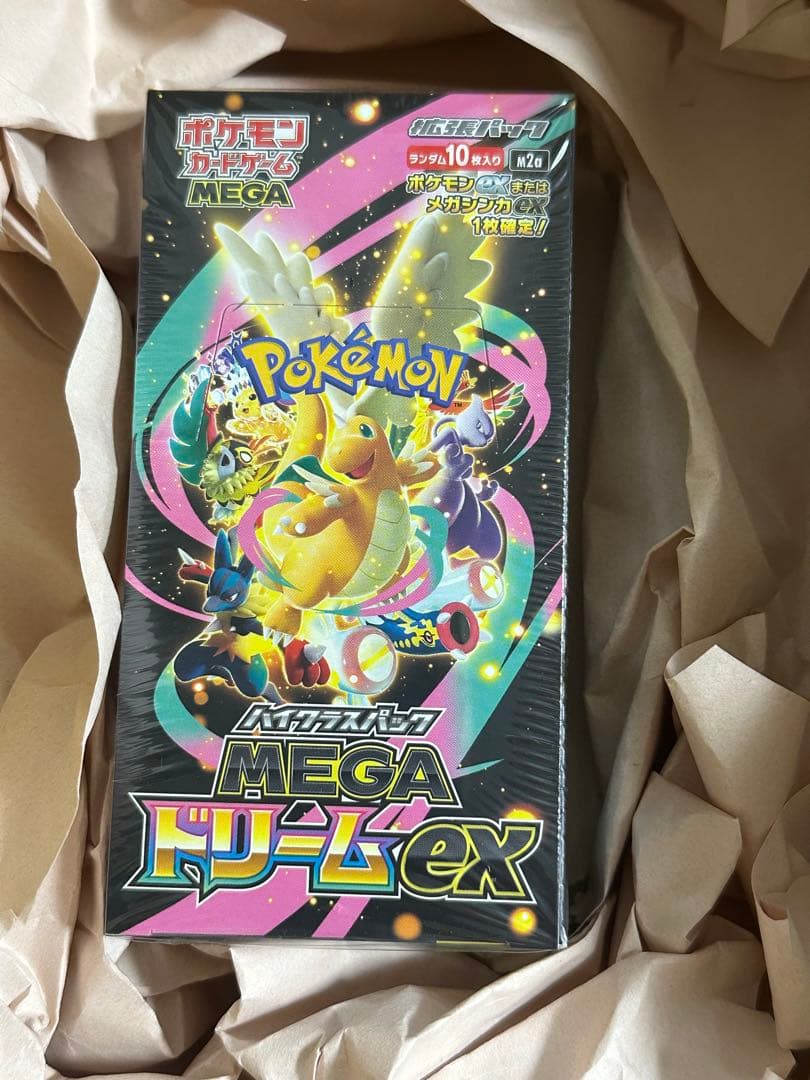 ポケモン
カードゲーム
MEGA
拡張パック
ランダム10枚入り M2a
ポケモンexまたは
メガシンカex
1枚確定!
POKéMON
TM
ハイクラスパック
MEGA
ドリームex